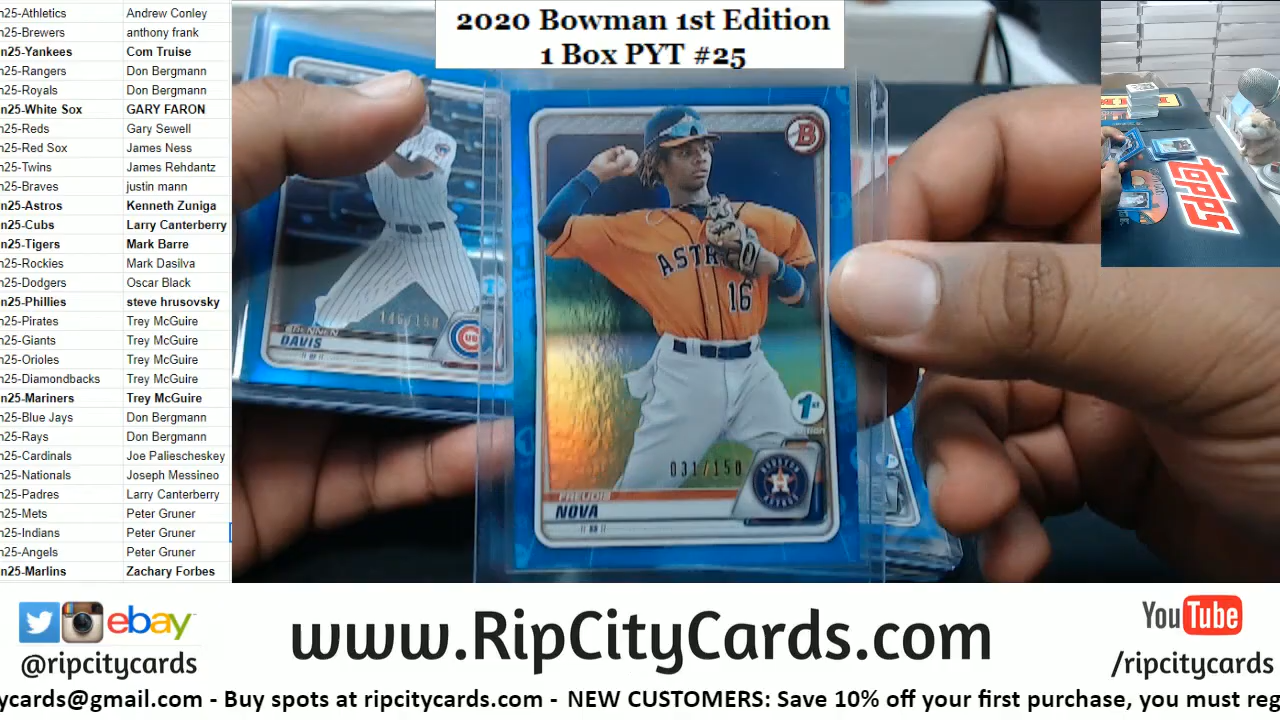 2020 Bowman 1st Edition
1 Box PYT #25
n25-Athletics Andrew Conley
n25-Brewers anthony frank
n25-Yankees Com Truise
n25-Rangers Don Bergmann
n25-Royals Don Bergmann
n25-White Sox GARY FARON
n25-Reds Gary Sewell
n25-Red Sox James Ness
n25-Twins James Rehdantz
n25-Braves justin mann
n25-Astros Kenneth Zuniga
n25-Cubs Larry Canterberry
n25-Tigers Mark Barre
n25-Rockies Mark Dasilva
n25-Dodgers Oscar Black
n25-Phillies steve hrusovsky
n25-Pirates Trey McGuire
n25-Giants Trey McGuire
n25-Orioles Trey McGuire
n25-Diamondbacks Trey McGuire
n25-Mariners Trey McGuire
n25-Blue Jays Don Bergmann
n25-Rays Don Bergmann
n25-Cardinals Joe Paliescheskey
n25-Nationals Joseph Messineo
n25-Padres Larry Canterberry
n25-Mets Peter Gruner
n25-Indians Peter Gruner
n25-Angels Peter Gruner
n25-Marlins Zachary Forbes
BRENNEN
DAVIS
146/150
B
ASTR
16
1st
031/150
FREUDIS
NOVA
topps
ebay
@ripcitycards
www.RipCityCards.com
YouTube
/ripcitycards
ycards@gmail.com - Buy spots at ripcitycards.com - NEW CUSTOMERS: Save 10% off your first purchase, you must reg